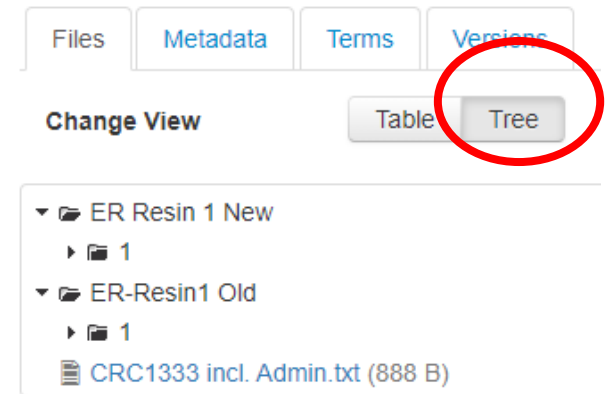 Files Metadata Terms Versions
Change View Table Tree
ER Resin 1 New
1
ER-Resin1 Old
1
CRC1333 incl. Admin.txt (888 B)